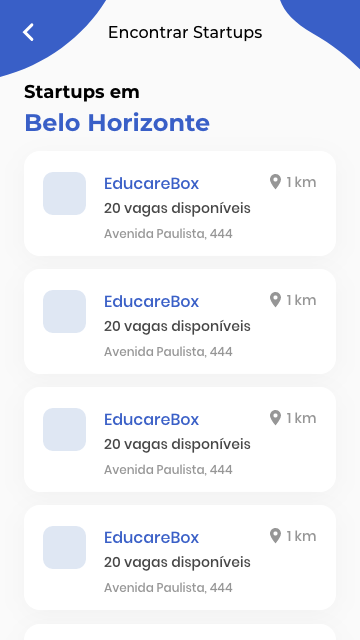 Encontrar Startups
Startups em
Belo Horizonte
EducareBox
1 km
20 vagas disponíveis
Avenida Paulista, 444
EducareBox
1 km
20 vagas disponíveis
Avenida Paulista, 444
EducareBox
1 km
20 vagas disponíveis
Avenida Paulista, 444
EducareBox
1 km
20 vagas disponíveis
Avenida Paulista, 444